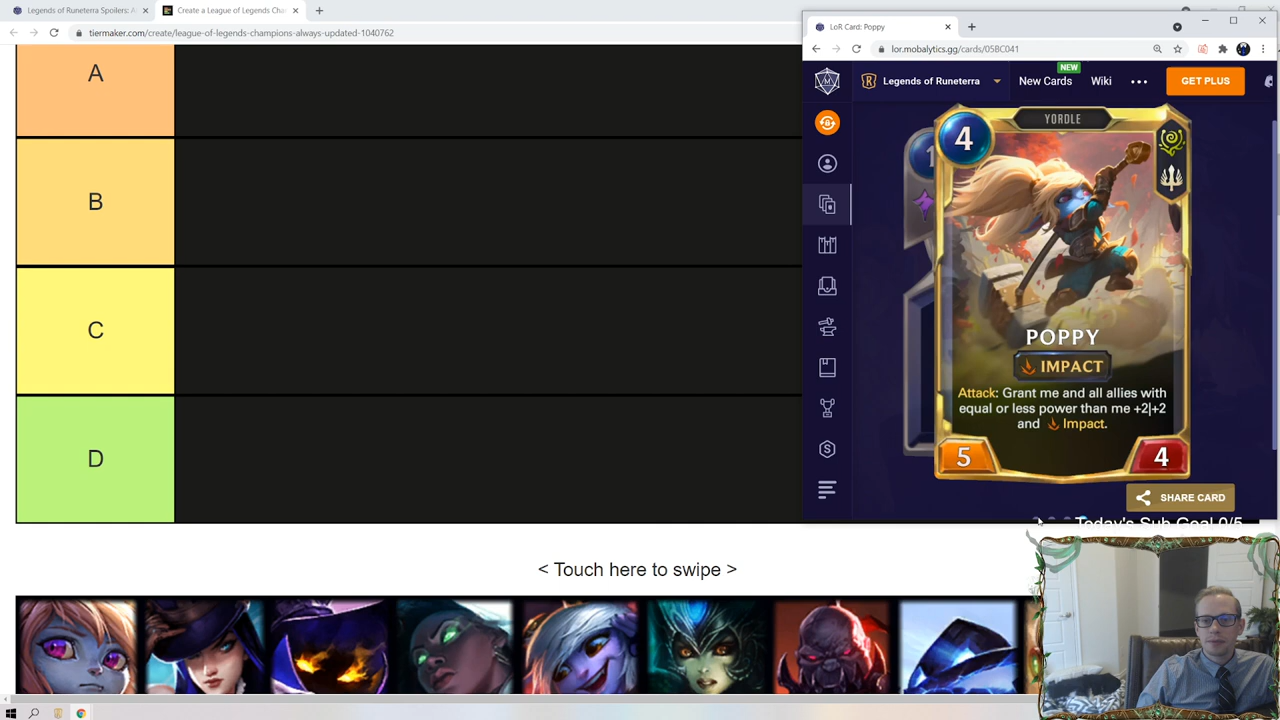 Legends of Runeterra Spoilers: A
Create a League of Legends Cha
tiermaker.com/create/league-of-legends-champions-always-updated-1040762
LoR Card: Poppy
lor.mobalytics.gg/cards/05BC041
Legends of Runeterra
NEW
New Cards
Wiki
GET PLUS
A
B
C
D
1
4
YORDLE
POPPY
IMPACT
Attack: Grant me and all allies with
equal or less power than me +2|+2
and Impact.
5
4
SHARE CARD
Today's Sub Goal 0/5
< Touch here to swipe >